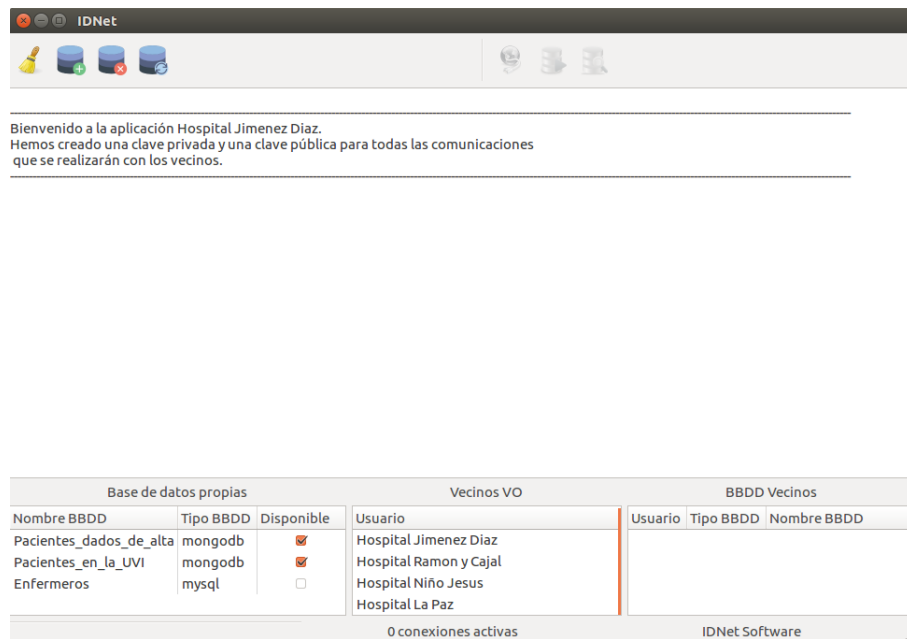 IDNet
Bienvenido a la aplicación Hospital Jimenez Diaz.
Hemos creado una clave privada y una clave pública para todas las comunicaciones
que se realizarán con los vecinos.
Base de datos propias
Nombre BBDD Tipo BBDD Disponible
Pacientes_dados_de_alta mongodb
Pacientes_en_la_UVI mongodb
Enfermeros mysql
Vecinos VO
Usuario
Hospital Jimenez Diaz
Hospital Ramon y Cajal
Hospital Niño Jesus
Hospital La Paz
BBDD Vecinos
Usuario Tipo BBDD Nombre BBDD
0 conexiones activas
IDNet Software